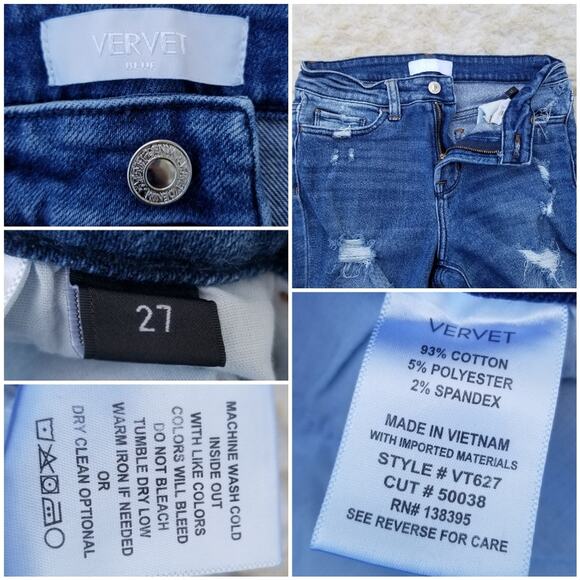 VERVET
BLUE
27
MACHINE WASH COLD
INSIDE OUT
WITH LIKE COLORS
COLORS WILL BLEED
DO NOT BLEACH
TUMBLE DRY LOW
WARM IRON IF NEEDED
OR
DRY CLEAN OPTIONAL
VERVET
93% COTTON
5% POLYESTER
2% SPANDEX
MADE IN VIETNAM
WITH IMPORTED MATERIALS
STYLE # VT627
CUT # 50038
RN# 138395
SEE REVERSE FOR CARE